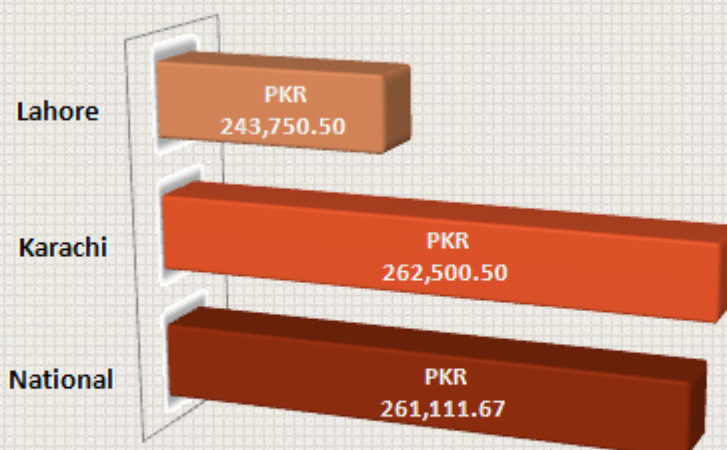 Lahore
PKR
243,750.50
Karachi
PKR
262,500.50
National
PKR
261,111.67